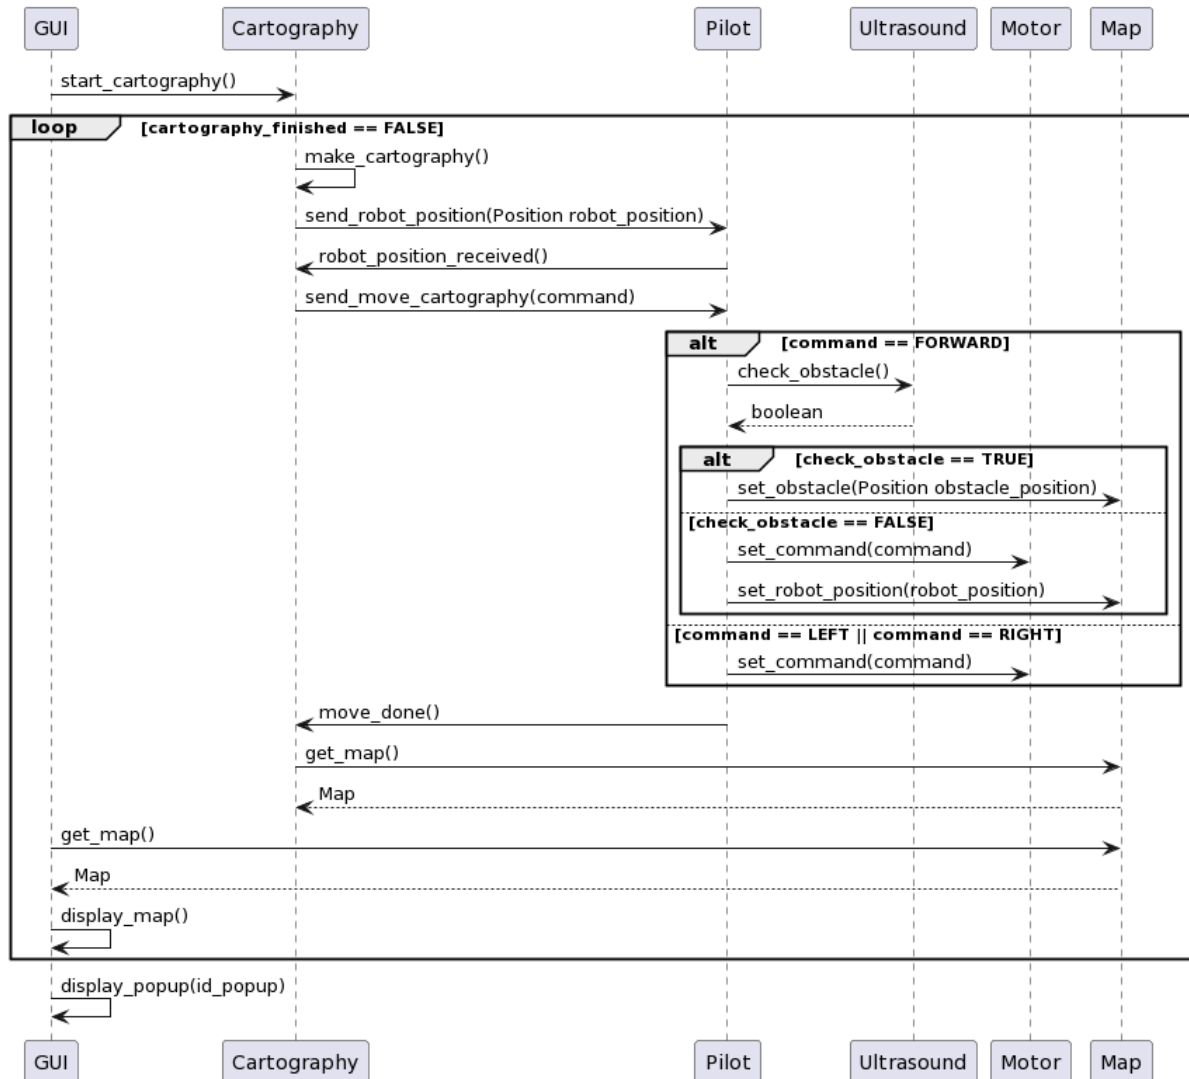 GUI Cartography Pilot Ultrasound Motor Map
start_cartography()
loop [cartography_finished == FALSE]
make_cartography()
send_robot_position(Position robot_position)
robot_position_received()
send_move_cartography(command)
alt [command == FORWARD]
check_obstacle()
boolean
alt [check_obstacle == TRUE]
set_obstacle(Position obstacle_position)
[check_obstacle == FALSE]
set_command(command)
set_robot_position(robot_position)
[command == LEFT || command == RIGHT]
set_command(command)
move_done()
get_map()
Map
get_map()
Map
display_map()
display_popup(id_popup)
GUI Cartography Pilot Ultrasound Motor Map